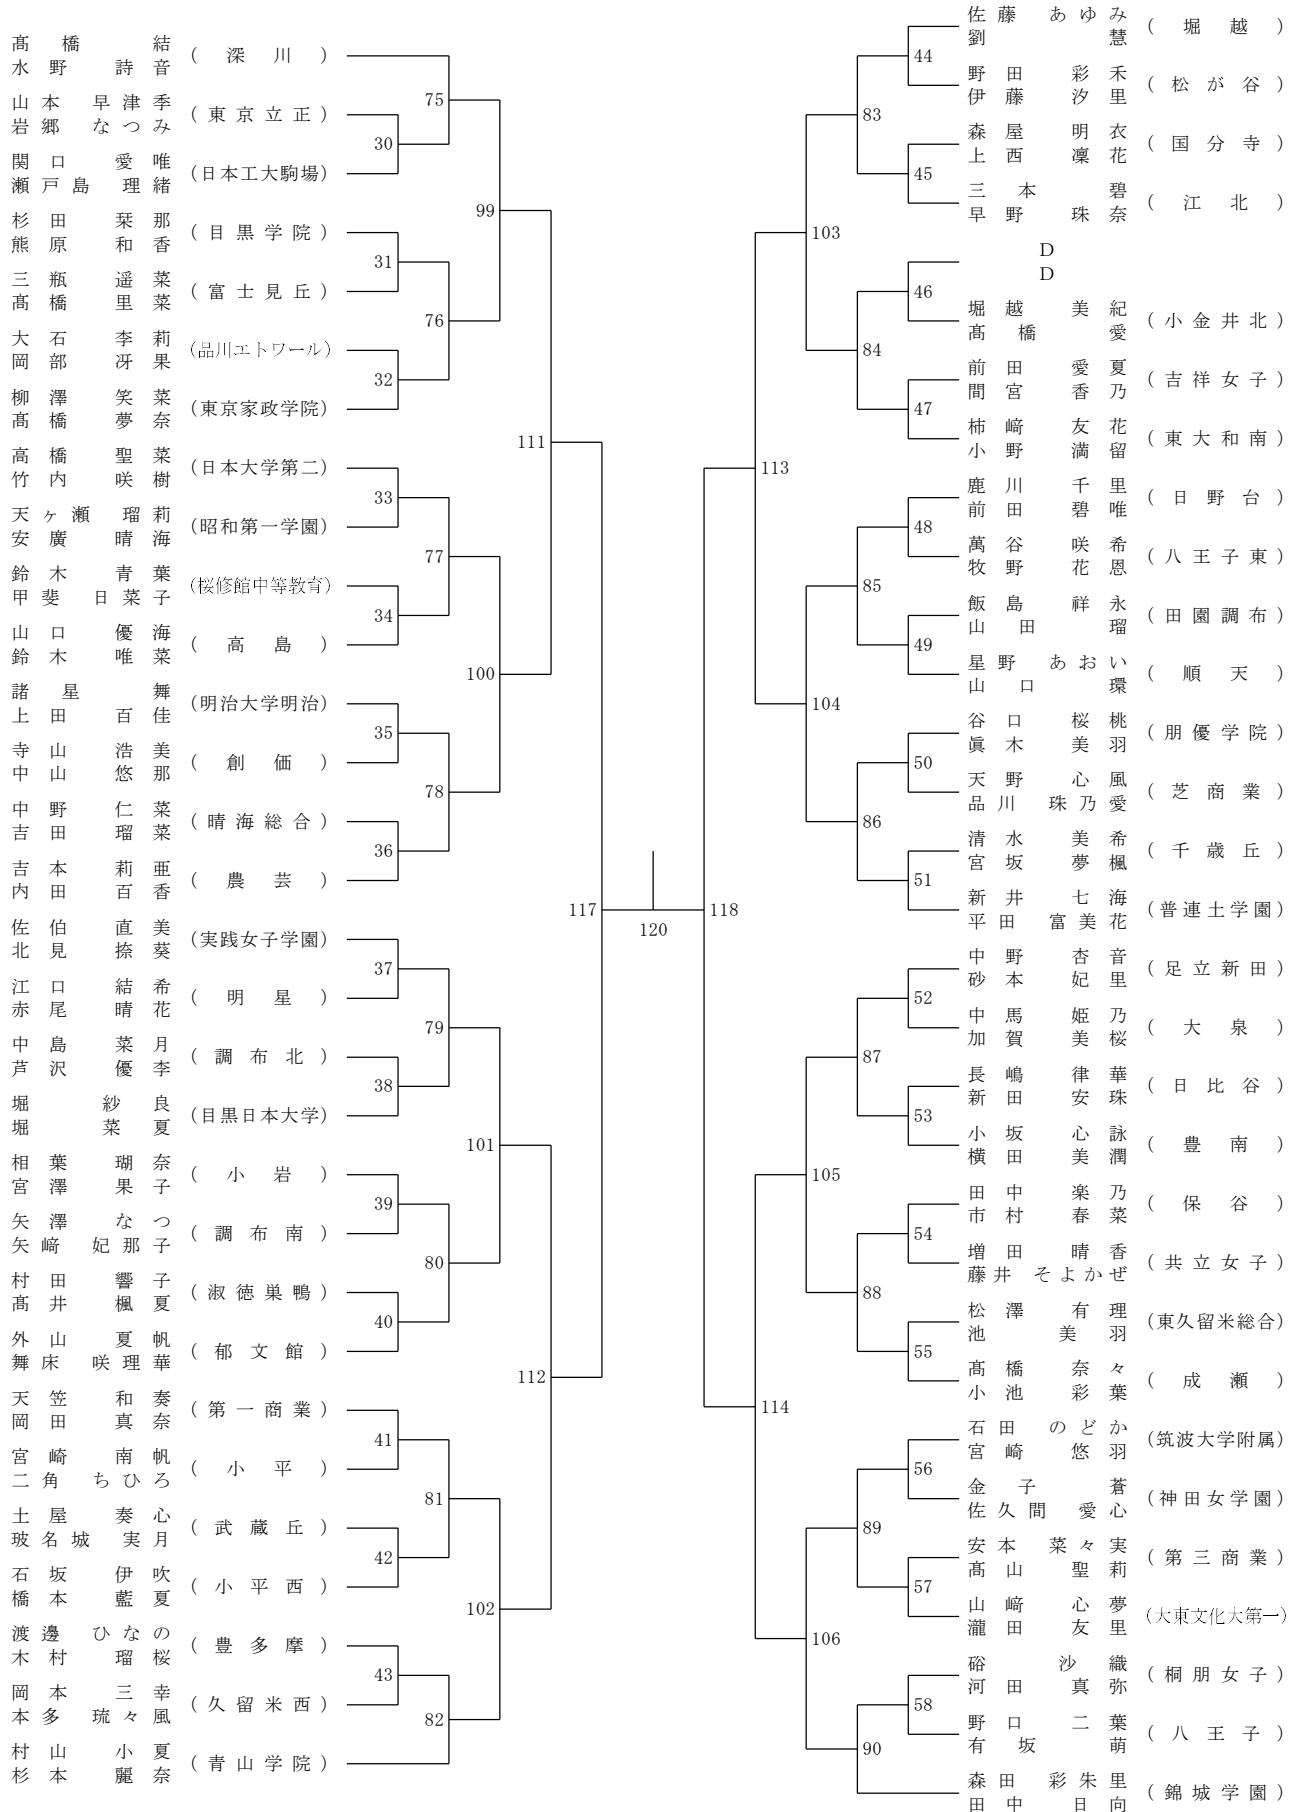 髙橋 結
水野 詩音
(深川)
山本 早津季
岩郷 なつみ
(東京立正)
関口 愛唯
瀬戸島 理緒
(日本工大駒場)
杉田 栞那
熊原 和香
(目黒学院)
三瓶 遥菜
髙橋 里菜
(富士見丘)
大石 李莉
岡部 冴果
(品川エトワール)
柳澤 笑菜
髙橋 夢奈
(東京家政学院)
高橋 聖菜
竹内 咲樹
(日本大学第二)
天ヶ瀬 瑠莉
安廣 晴海
(昭和第一学園)
鈴木 青葉
甲斐 日菜子
(桜修館中等教育)
山口 優海
鈴木 唯菜
(高島)
諸星 舞
上田 百佳
(明治大学明治)
寺山 浩美
中山 悠那
(創価)
中野 仁菜
吉田 瑠菜
(晴海総合)
吉本 莉亜
内田 百香
(農芸)
佐伯 直美
北見 捺葵
(実践女子学園)
江口 結希
赤尾 晴花
(明星)
中島 菜月
芦沢 優李
(調布北)
堀 紗良
堀 菜夏
(目黒日本大学)
相葉 瑚奈
宮澤 果子
(小岩)
矢澤 なつ
矢﨑 妃那子
(調布南)
村田 響子
髙井 楓夏
(淑徳巣鴨)
外山 夏帆
舞床 咲理華
(郁文館)
天笠 和奏
岡田 真奈
(第一商業)
宮崎 南帆
二角 ちひろ
(小平)
土屋 奏心
玻名城 実月
(武蔵丘)
石坂 伊吹
橋本 藍夏
(小平西)
渡邊 ひなの
木村 瑠桜
(豊多摩)
岡本 三幸
本多 琉々風
(久留米西)
村山 小夏
杉本 麗奈
(青山学院)
30
31
32
33
34
35
36
37
38
39
40
41
42
43
75
76
77
78
79
80
81
82
99
100
101
102
111
112
117
120
118
113
114
103
104
105
106
83
84
85
86
87
88
89
90
44
45
46
47
48
49
50
51
52
53
54
55
56
57
58
佐藤 あゆみ
劉 慧
(堀越)
野田 彩禾
伊藤 汐里
(松が谷)
森屋 明衣
上西 凜花
(国分寺)
三本 碧
早野 珠奈
(江北)
D
D
堀越 美紀
髙橋 愛
(小金井北)
前田 愛夏
間宮 香乃
(吉祥女子)
柿﨑 友花
小野 満留
(東大和南)
鹿川 千里
前田 碧唯
(日野台)
萬谷 咲希
牧野 花恩
(八王子東)
飯島 祥永
山田 瑠
(田園調布)
星野 あおい
山口 環
(順天)
谷口 桜桃
眞木 美羽
(朋優学院)
天野 心風
品川 珠乃愛
(芝商業)
清水 美希
宮坂 夢楓
(千歳丘)
新井 七海
平田 富美花
(普連土学園)
中野 杏音
砂本 妃里
(足立新田)
中馬 姫乃
加賀 美桜
(大泉)
長嶋 律華
新田 安珠
(日比谷)
小坂 心詠
横田 美潤
(豊南)
田中 楽乃
市村 春菜
(保谷)
増田 晴香
藤井 そよかぜ
(共立女子)
松澤 有理
池 美羽
(東久留米総合)
髙橋 奈々
小池 彩葉
(成瀬)
石田 のどか
宮崎 悠羽
(筑波大学附属)
金子 蒼
佐久間 愛心
(神田女学園)
安本 菜々実
髙山 聖莉
(第三商業)
山﨑 心夢
瀧田 友里
(大東文化大第一)
硲 沙織
河田 真弥
(桐朋女子)
野口 二葉
有坂 萌
(八王子)
森田 彩朱里
田中 日向
(錦城学園)